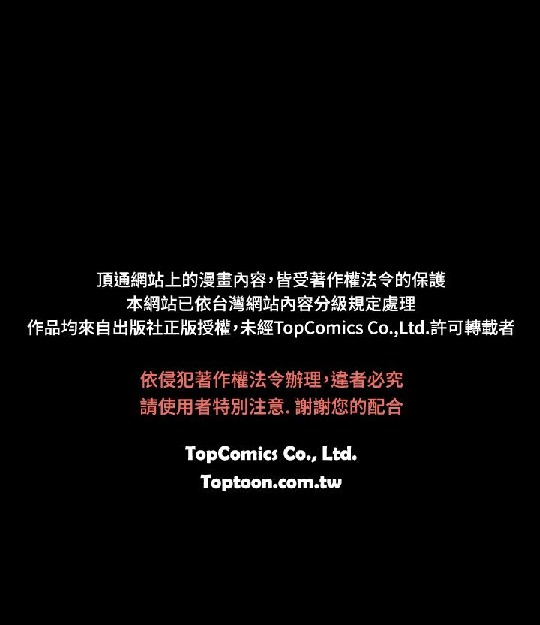 頂通網站上的漫畫內容,皆受著作權法令的保護
本網站已依台灣網站內容分級規定處理
作品均來自出版社正版授權,未經TopComics Co.,Ltd.許可轉載者
依侵犯著作權法令辦理,違者必究
請使用者特別注意. 謝謝您的配合
TopComics Co., Ltd.
Toptoon.com.tw